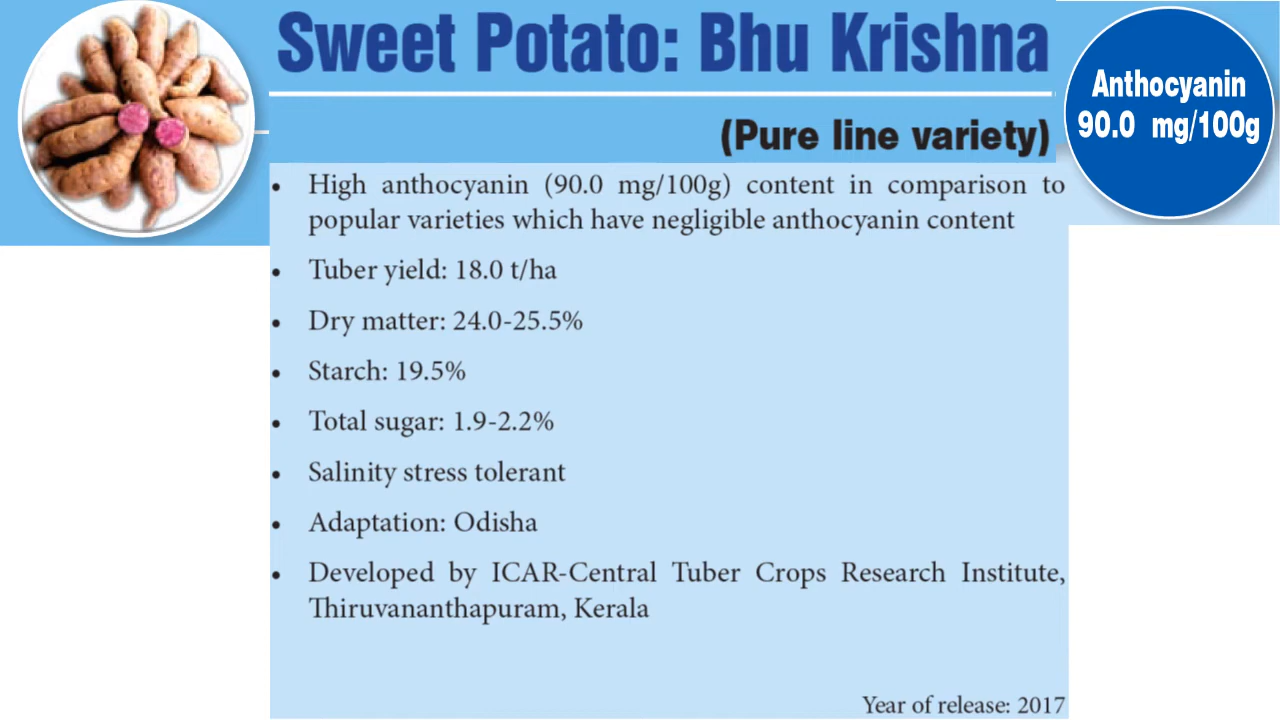 Sweet Potato: Bhu Krishna
(Pure line variety)
Anthocyanin
90.0 mg/100g
• High anthocyanin (90.0 mg/100g) content in comparison to
popular varieties which have negligible anthocyanin content
• Tuber yield: 18.0 t/ha
• Dry matter: 24.0-25.5%
• Starch: 19.5%
• Total sugar: 1.9-2.2%
• Salinity stress tolerant
• Adaptation: Odisha
• Developed by ICAR-Central Tuber Crops Research Institute,
Thiruvananthapuram, Kerala
Year of release: 2017